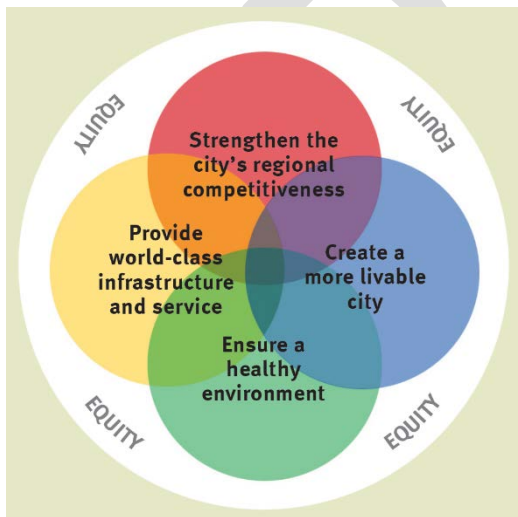 EQUITY
EQUITY
Strengthen the
city's regional
competitiveness
Provide
world-class
infrastructure
and service
Create a
more livable
city
Ensure a
healthy
environment
EQUITY
EQUITY